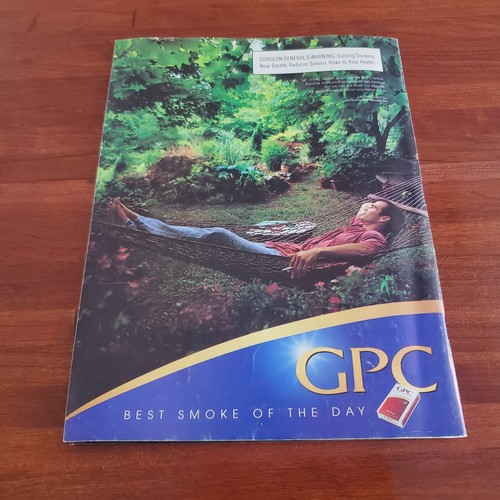 SURGEON GENERAL'S WARNING: Quitting Smoking
Now Greatly Reduces Serious Risks to Your Health.
GPC
BEST SMOKE OF THE DAY
GPC